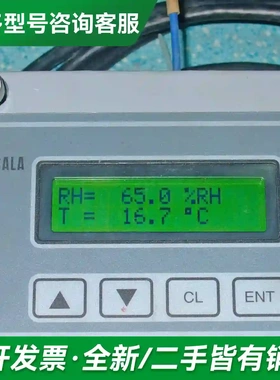 多型号咨询客服
ALA
RH= 65.0 %RH
T = 16.7 °C
▲ ▼ CL ENT
开发票·全新/二手皆有销